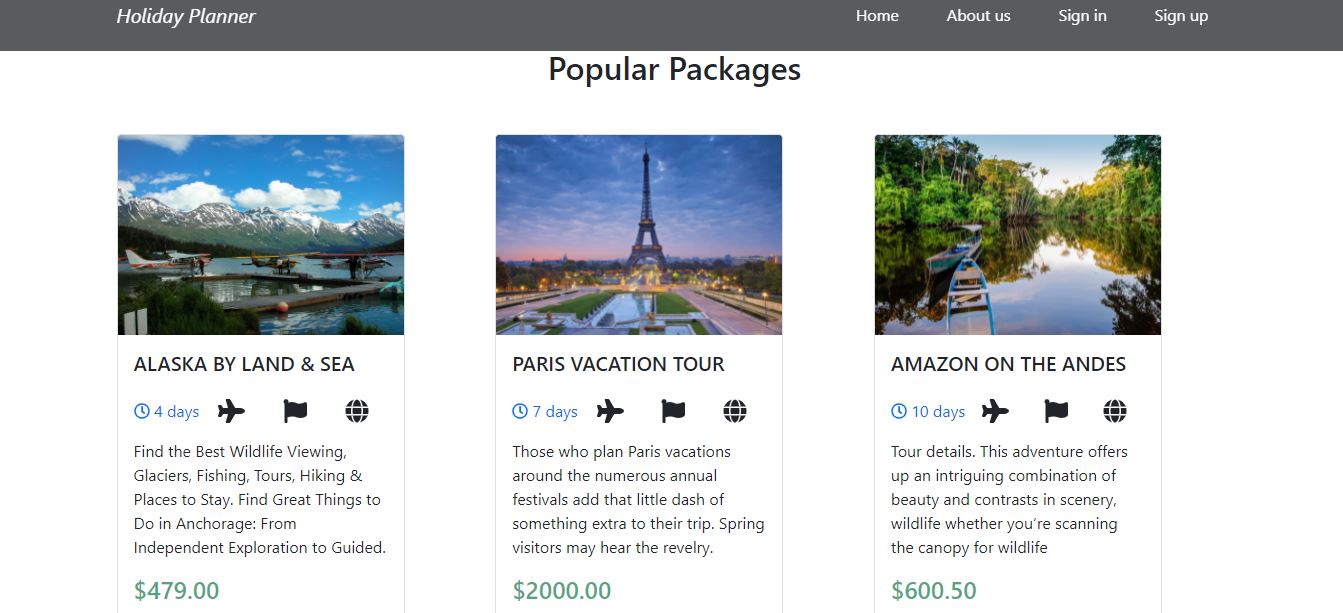 Holiday Planner
Home About us Sign in Sign up
Popular Packages
ALASKA BY LAND & SEA
4 days
Find the Best Wildlife Viewing,
Glaciers, Fishing, Tours, Hiking &
Places to Stay. Find Great Things to
Do in Anchorage: From
Independent Exploration to Guided.
$479.00
PARIS VACATION TOUR
7 days
Those who plan Paris vacations
around the numerous annual
festivals add that little dash of
something extra to their trip. Spring
visitors may hear the revelry.
$2000.00
AMAZON ON THE ANDES
10 days
Tour details. This adventure offers
up an intriguing combination of
beauty and contrasts in scenery,
wildlife whether you're scanning
the canopy for wildlife
$600.50